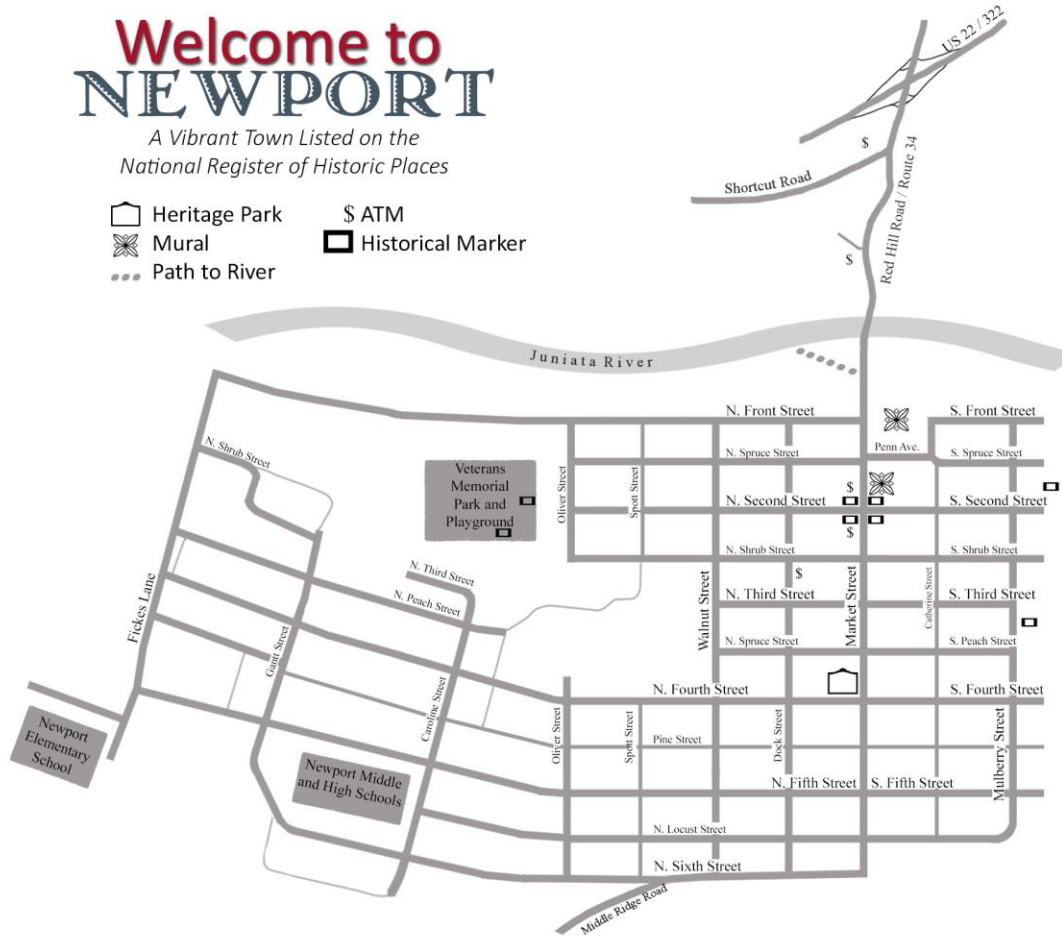 Welcome to
NEWPORT
A Vibrant Town Listed on the
National Register of Historic Places
Heritage Park
$ ATM
Mural
Historical Marker
Path to River
US 22 / 322
$
Shortcut Road
Red Hill Road / Route 34
$
Juniata River
N. Front Street
S. Front Street
Penn Ave.
N. Shrub Street
N. Spruce Street
S. Spruce Street
Veterans
Memorial
Park and
Playground
Oliver Street
Spott Street
$
N. Second Street
S. Second Street
$
N. Shrub Street
S. Shrub Street
N. Third Street
$
N. Peach Street
N. Third Street
S. Third Street
Fickes Lane
Walnut Street
Market Street
Catherine Street
Gantt Street
N. Spruce Street
S. Peach Street
Caroline Street
N. Fourth Street
S. Fourth Street
Newport
Elementary
School
Oliver Street
Spott Street
Pine Street
Dock Street
Mulberry Street
Newport Middle
and High Schools
N. Fifth Street
S. Fifth Street
N. Locust Street
N. Sixth Street
Middle Ridge Road